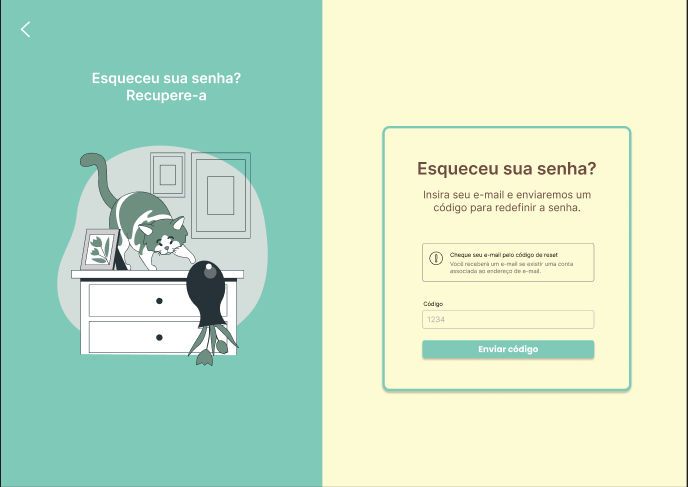 Esqueceu sua senha?
Recupere-a
Esqueceu sua senha?
Insira seu e-mail e enviaremos um
código para redefinir a senha.
Cheque seu e-mail pelo código de reset
Você receberá um e-mail se existir uma conta
associada ao endereço de e-mail.
Código
1234
Enviar código